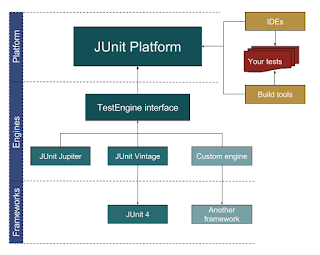 Platform
JUnit Platform
IDEs
Your tests
Build tools
Engines
TestEngine interface
JUnit Jupiter
JUnit Vintage
Custom engine
Frameworks
JUnit 4
Another
framework